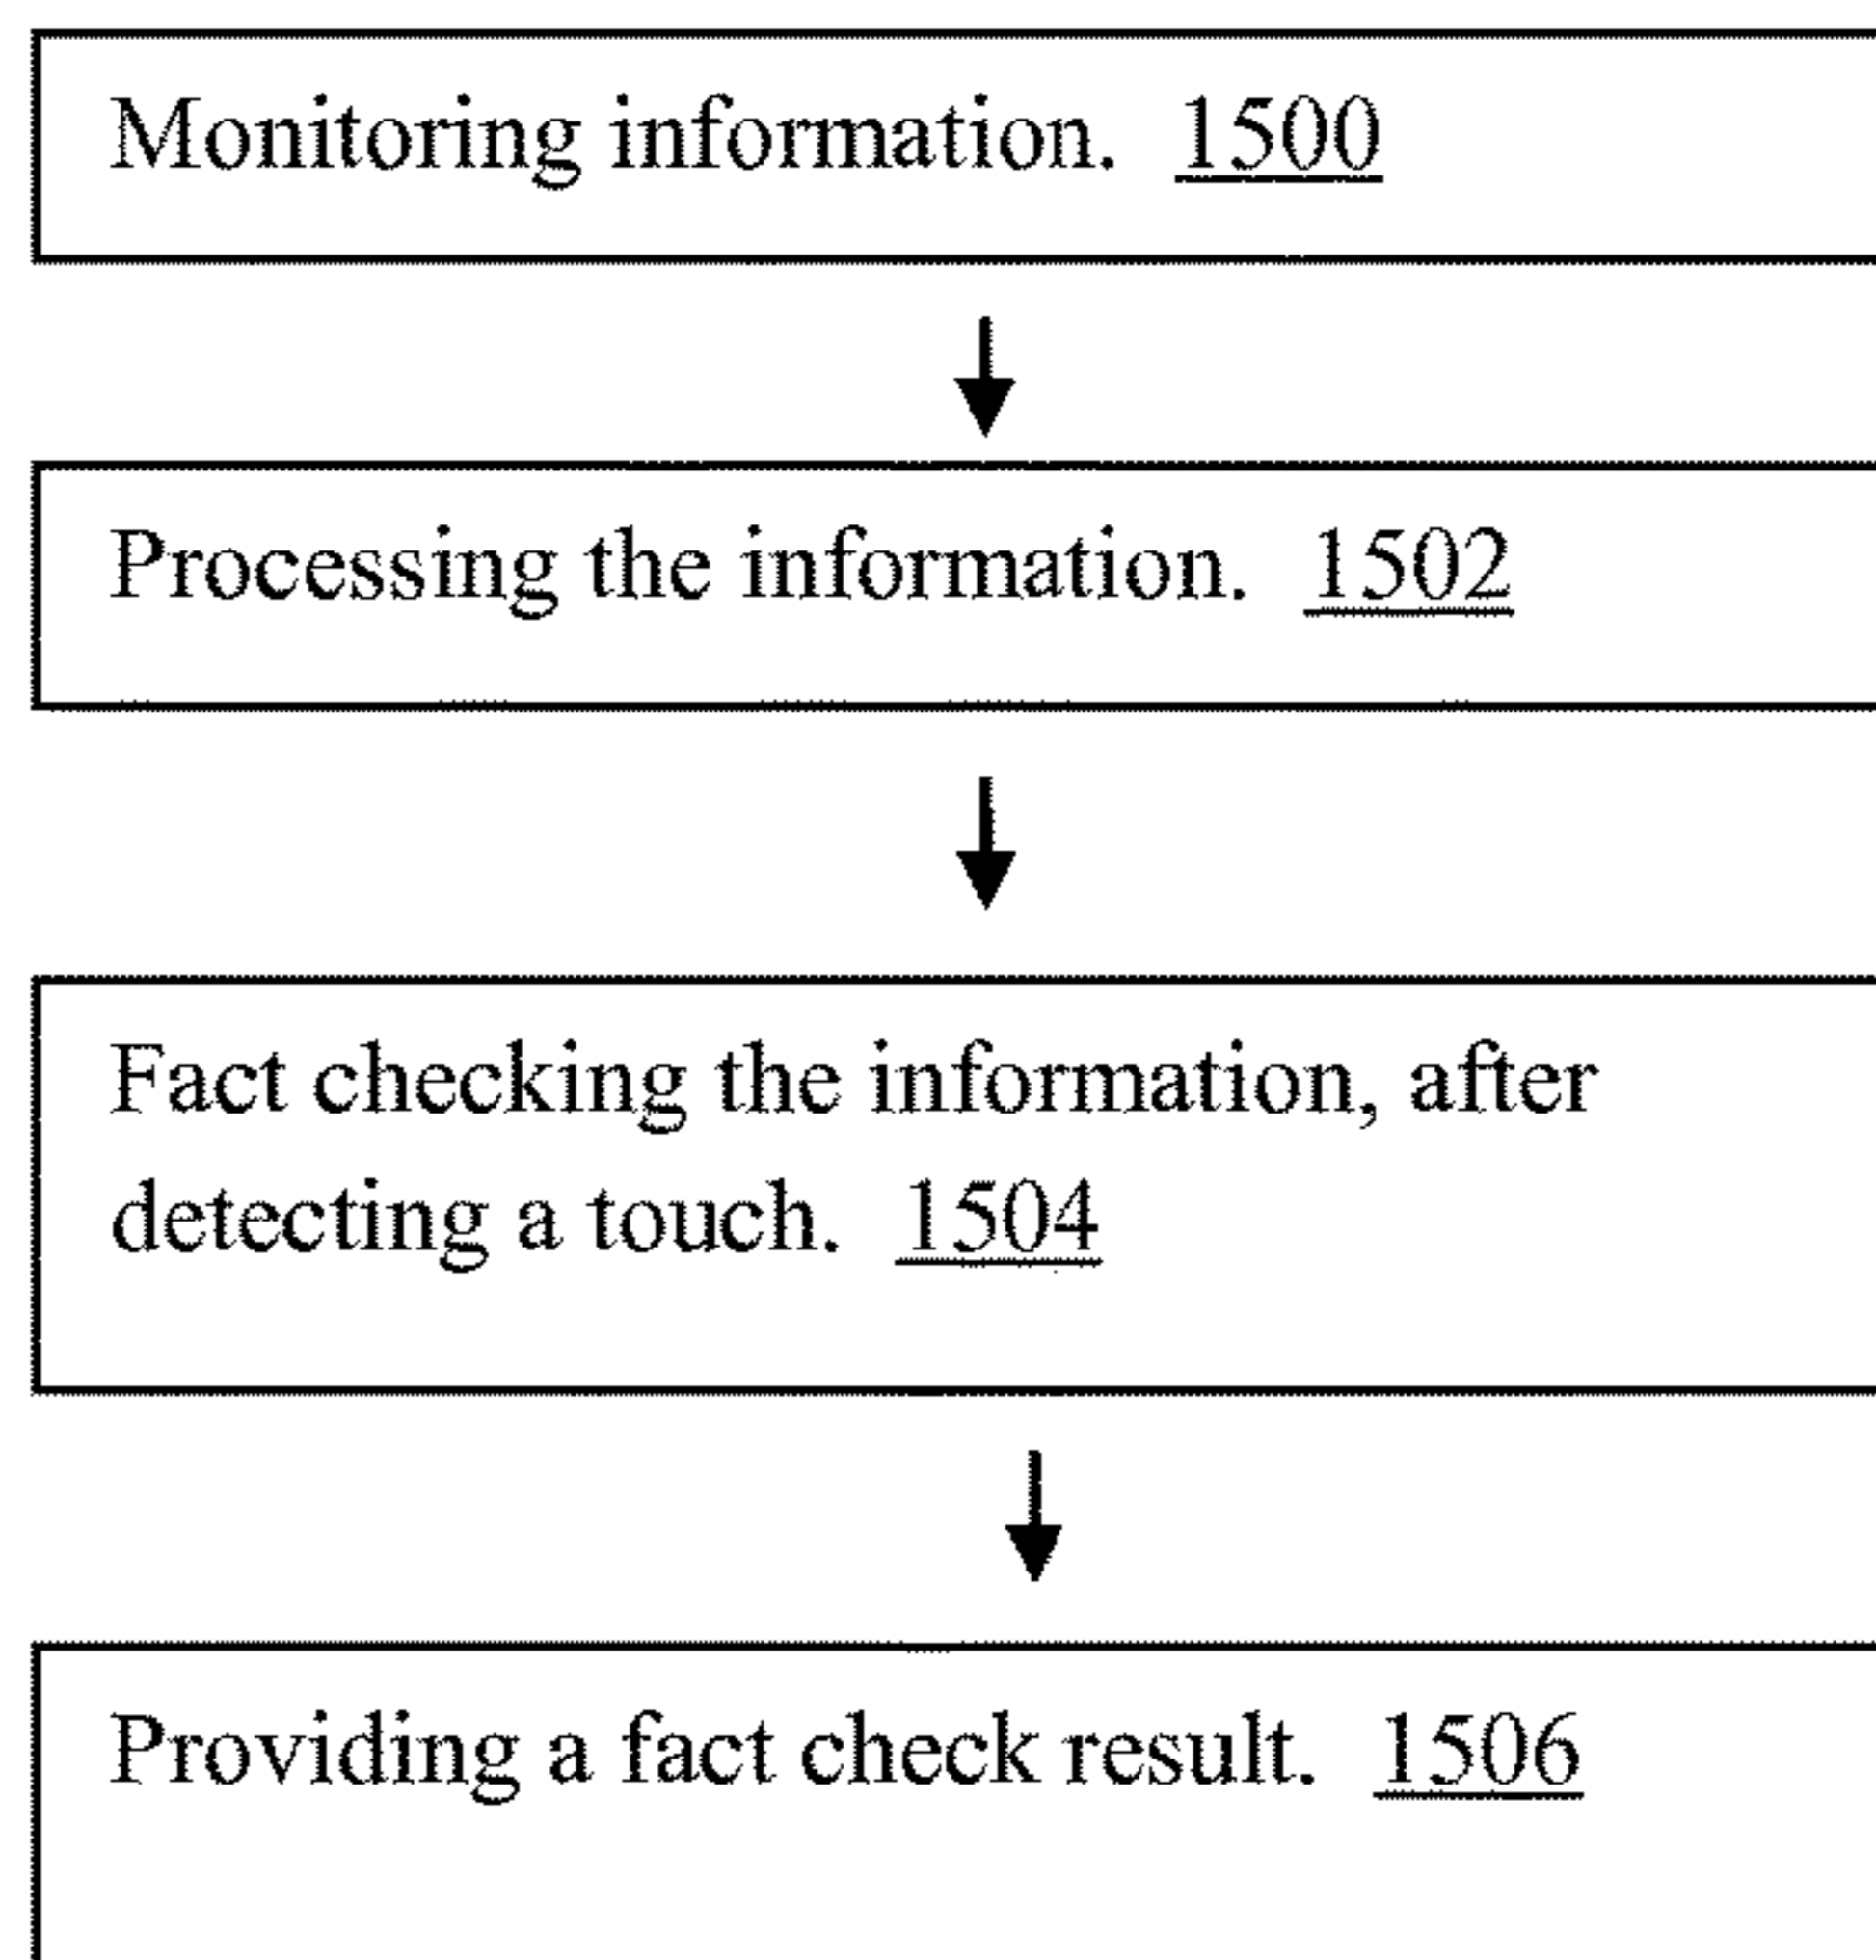 Monitoring information. 1500
Processing the information. 1502
Fact checking the information, after
detecting a touch. 1504
Providing a fact check result. 1506